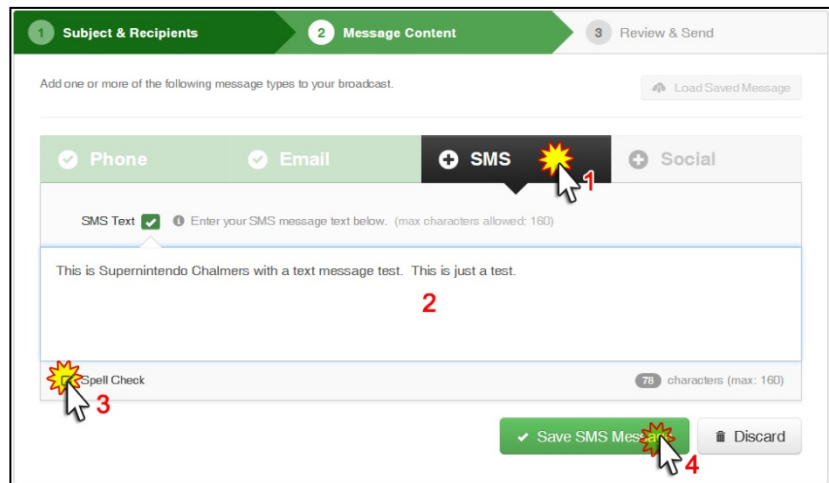 1 Subject & Recipients 2 Message Content 3 Review & Send
Add one or more of the following message types to your broadcast. Load Saved Message
Phone Email SMS Social
1
SMS Text Enter your SMS message text below. (max characters allowed: 160)
This is Supernintendo Chalmers with a text message test. This is just a test.
2
Spell Check 78 characters (max: 160)
3
Save SMS Message Discard
4